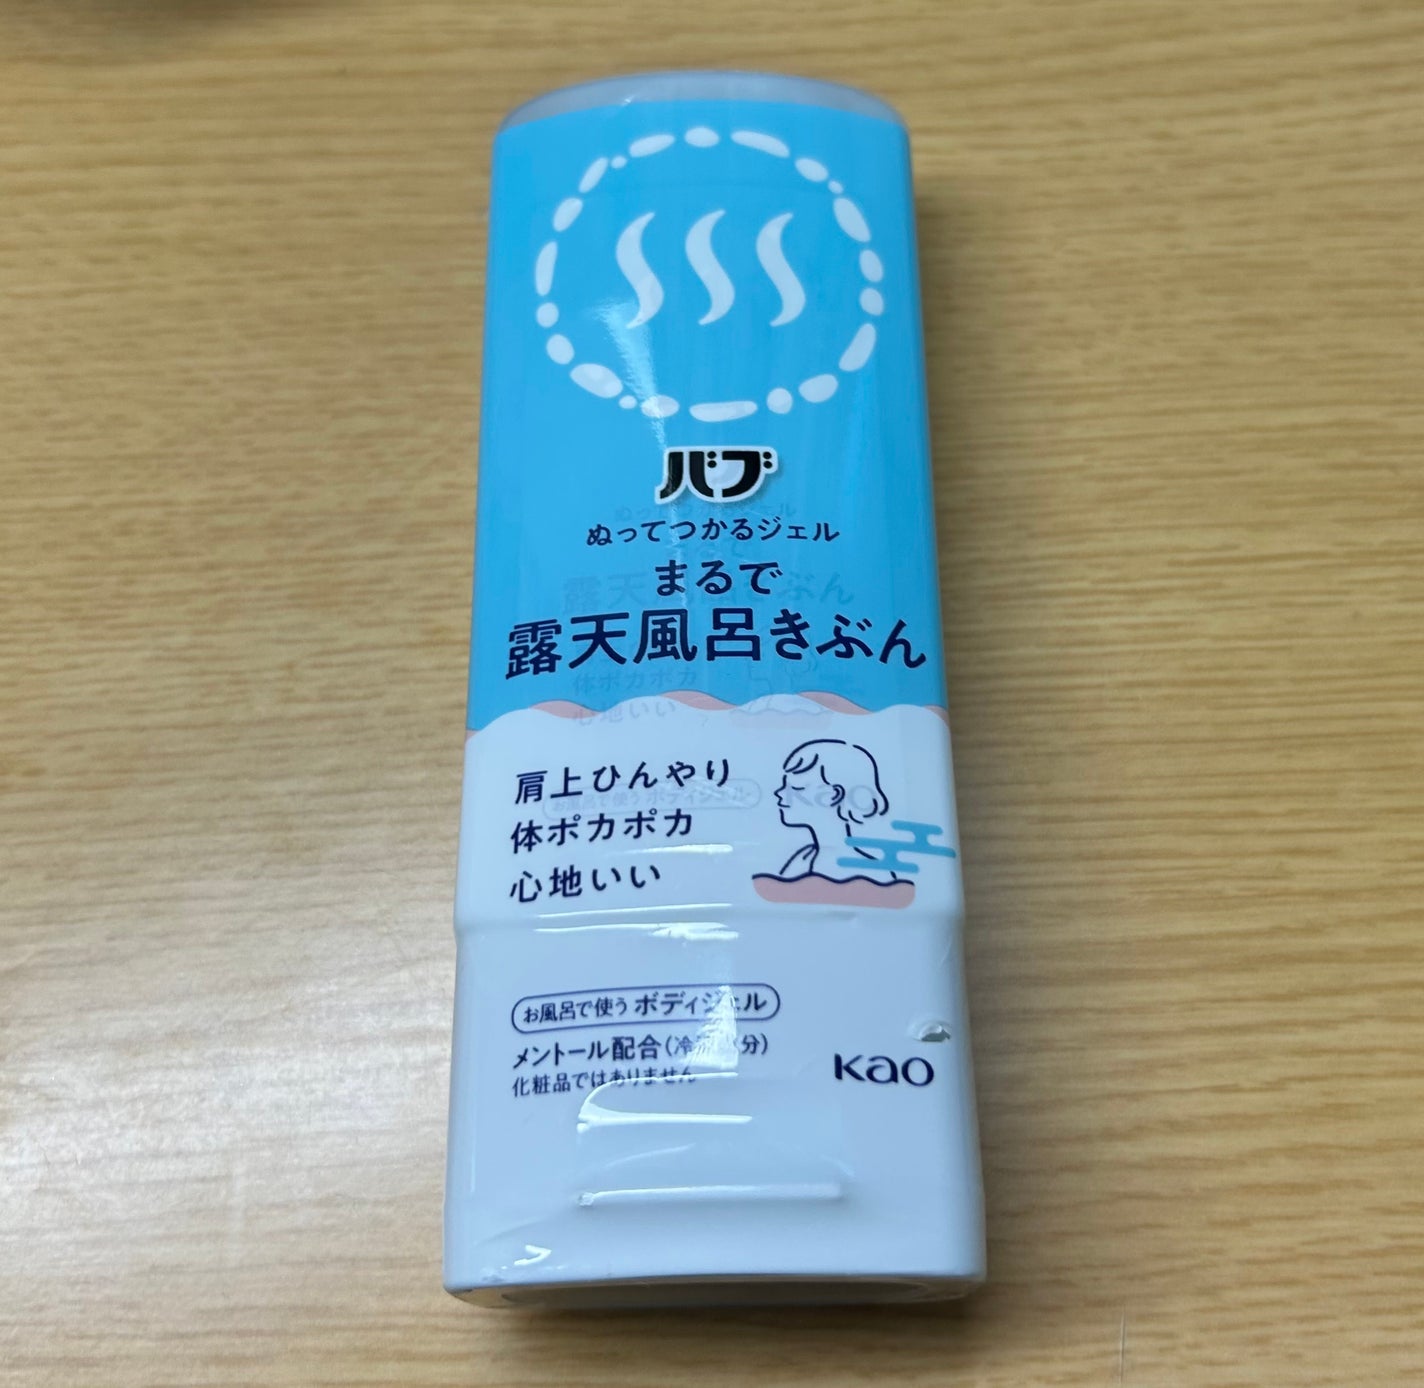 バブ
ぬってつかるジェル
まるで
露天風呂きぶん
肩上ひんやり
体ポカポカ
心地いい
お風呂で使うボディジェル
メントール配合(冷 分)
化粧品ではありません
Kao